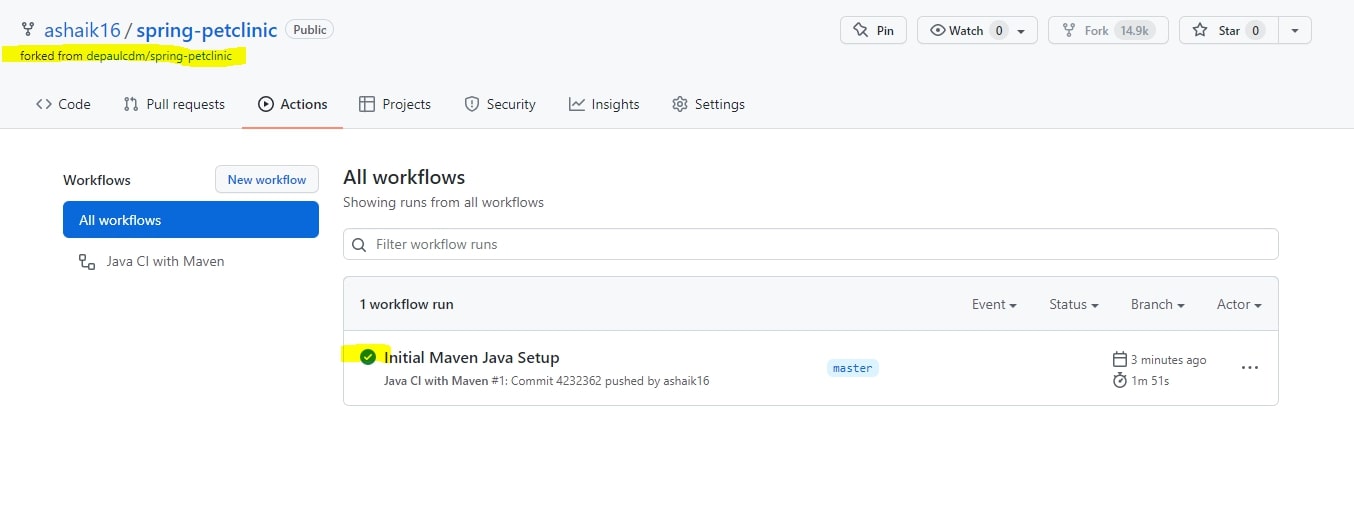 ashaik16 / spring-petclinic Public
Pin Watch 0 Fork 14.9k Star 0
forked from depaulcdm/spring-petclinic
Code Pull requests Actions Projects Security Insights Settings
Workflows New workflow
All workflows
Java CI with Maven
All workflows
Showing runs from all workflows
Filter workflow runs
1 workflow run Event Status Branch Actor
Initial Maven Java Setup
Java CI with Maven #1: Commit 4232362 pushed by ashaik16
master
3 minutes ago
1m 51s